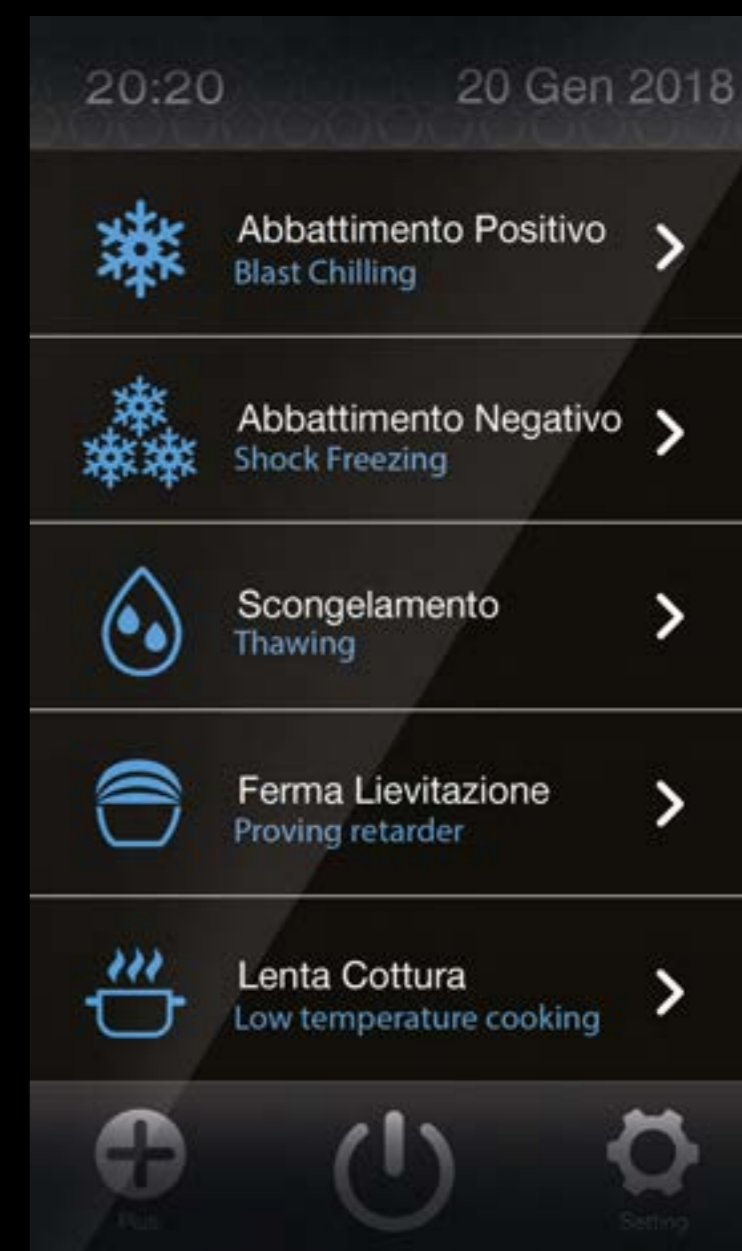 20:20 20 Gen 2018
Abbattimento Positivo
Blast Chilling
Abbattimento Negativo
Shock Freezing
Scongelamento
Thawing
Ferma Lievitazione
Proving retarder
Lenta Cottura
Low temperature cooking
Plus Setting